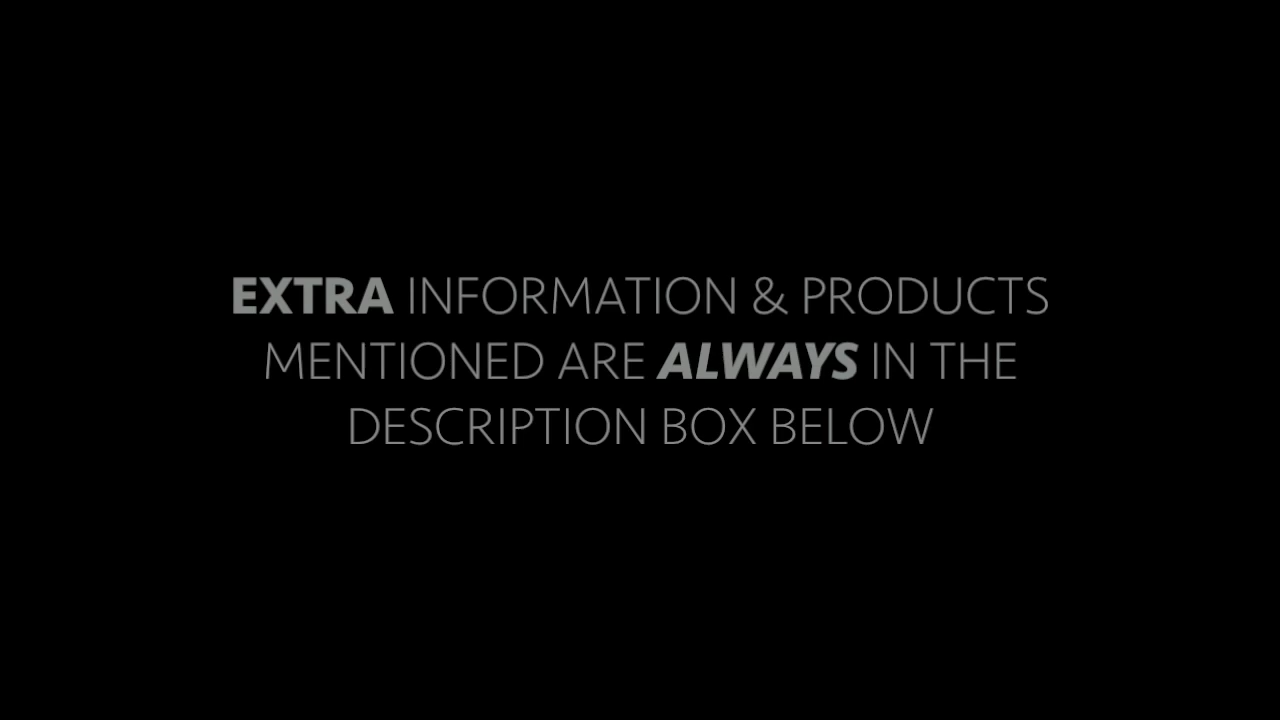 EXTRA INFORMATION & PRODUCTS
MENTIONED ARE ALWAYS IN THE
DESCRIPTION BOX BELOW